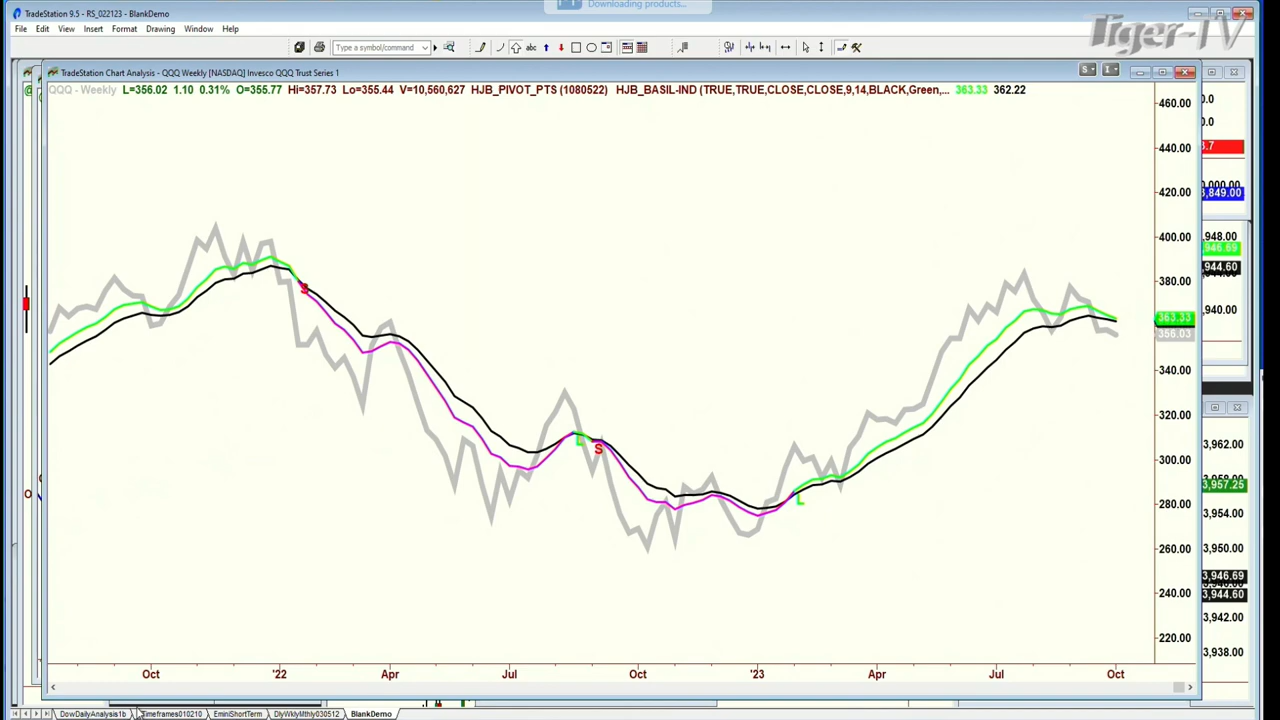 TradeStation 9.5 - RS_022123 - BlankDemo
Downloading products...
File Edit View Insert Format Drawing Window Help
Tiger-TV
Type a symbol/command
abc
TradeStation Chart Analysis - QQQ Weekly [NASDAQ] Invesco QQQ Trust Series 1
S
I
QQQ - Weekly L=356.02 1.10 0.31% O=355.77 Hi=357.73 Lo=355.44 V=10,560,627 HJB_PIVOT_PTS (1080522) HJB_BASIL-IND (TRUE,TRUE,CLOSE,CLOSE,9,14,BLACK,Green,... 363.33 362.22
460.00
440.00
420.00
400.00
380.00
363.33
356.03
340.00
320.00
300.00
280.00
260.00
240.00
220.00
S
L
S
L
3,849.00
3,948.00
3,946.69
3,944.60
3,940.00
3,962.00
3,957.25
3,954.00
3,950.00
3,946.69
3,944.60
3,942.00
3,938.00
Oct '22 Apr Jul Oct '23 Apr Jul Oct
DowDailyAnalysis1b Timeframes010210 EminiShortTerm DlyWklyMthly030512 BlankDemo